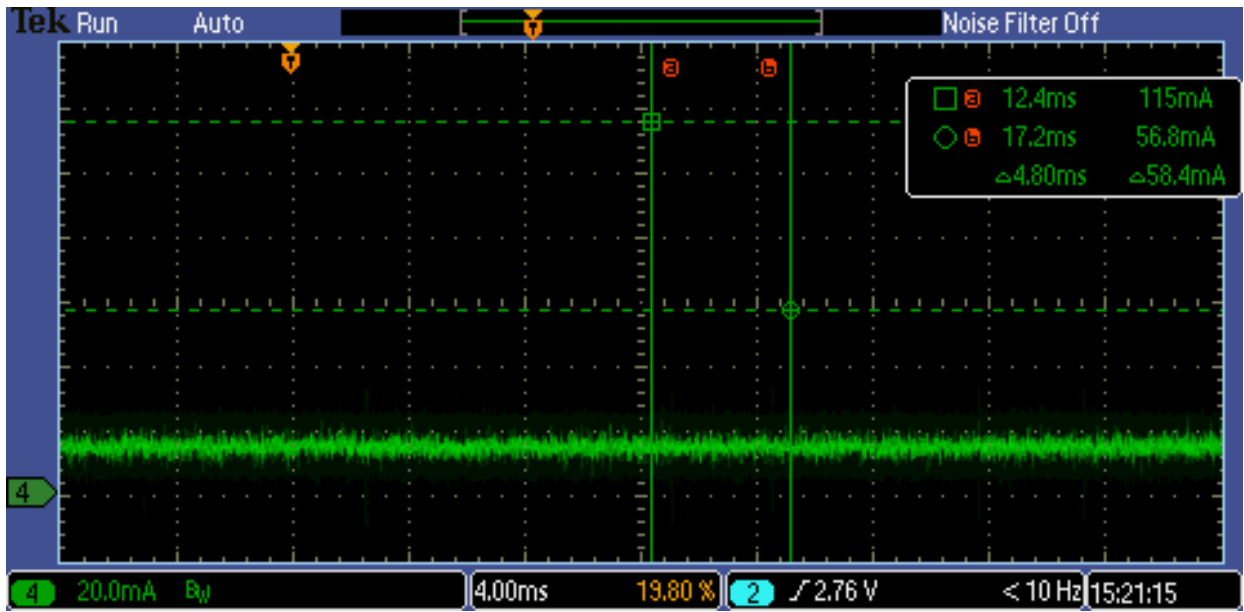 Tek Run Auto Noise Filter Off
T
T
a b
a 12.4ms 115mA
b 17.2ms 56.8mA
△4.80ms △58.4mA
4
4 20.0mA BW 4.00ms 19.80 % 2 2.76 V < 10 Hz 15:21:15